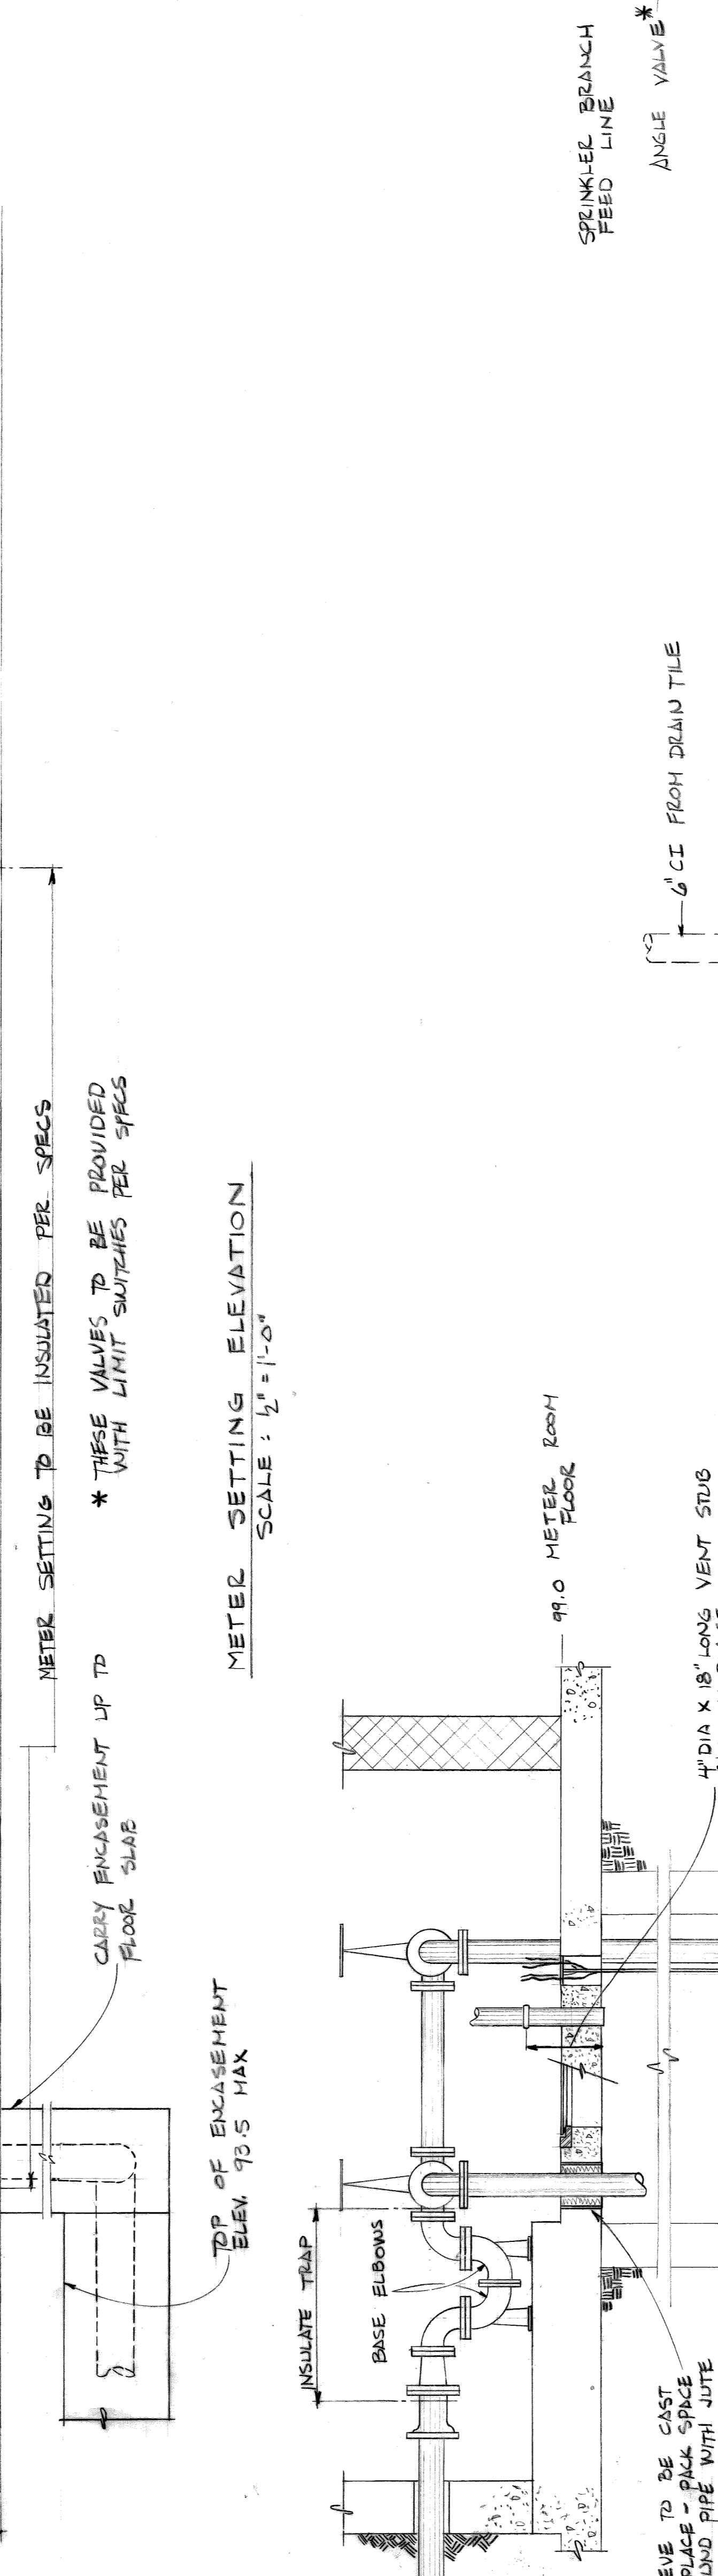 METER SETTING TO BE INSULATED PER SPECS
CARRY ENCASEMENT UP TO
FLOOR SLAB
* THESE VALVES TO BE PROVIDED
WITH LIMIT SWITCHES PER SPECS
TOP OF ENCASEMENT
ELEV. 93.5 MAX
METER SETTING ELEVATION
SCALE : ½" = 1'-0"
INSULATE TRAP
BASE ELBOWS
99.0 METER ROOM
FLOOR
SPRINKLER BRANCH
FEED LINE
ANGLE VALVE*
6" CI FROM DRAIN TILE
EVE TO BE CAST
PLACE - PACK SPACE
UND PIPE WITH JUTE
4" DIA X 18" LONG VENT STUB